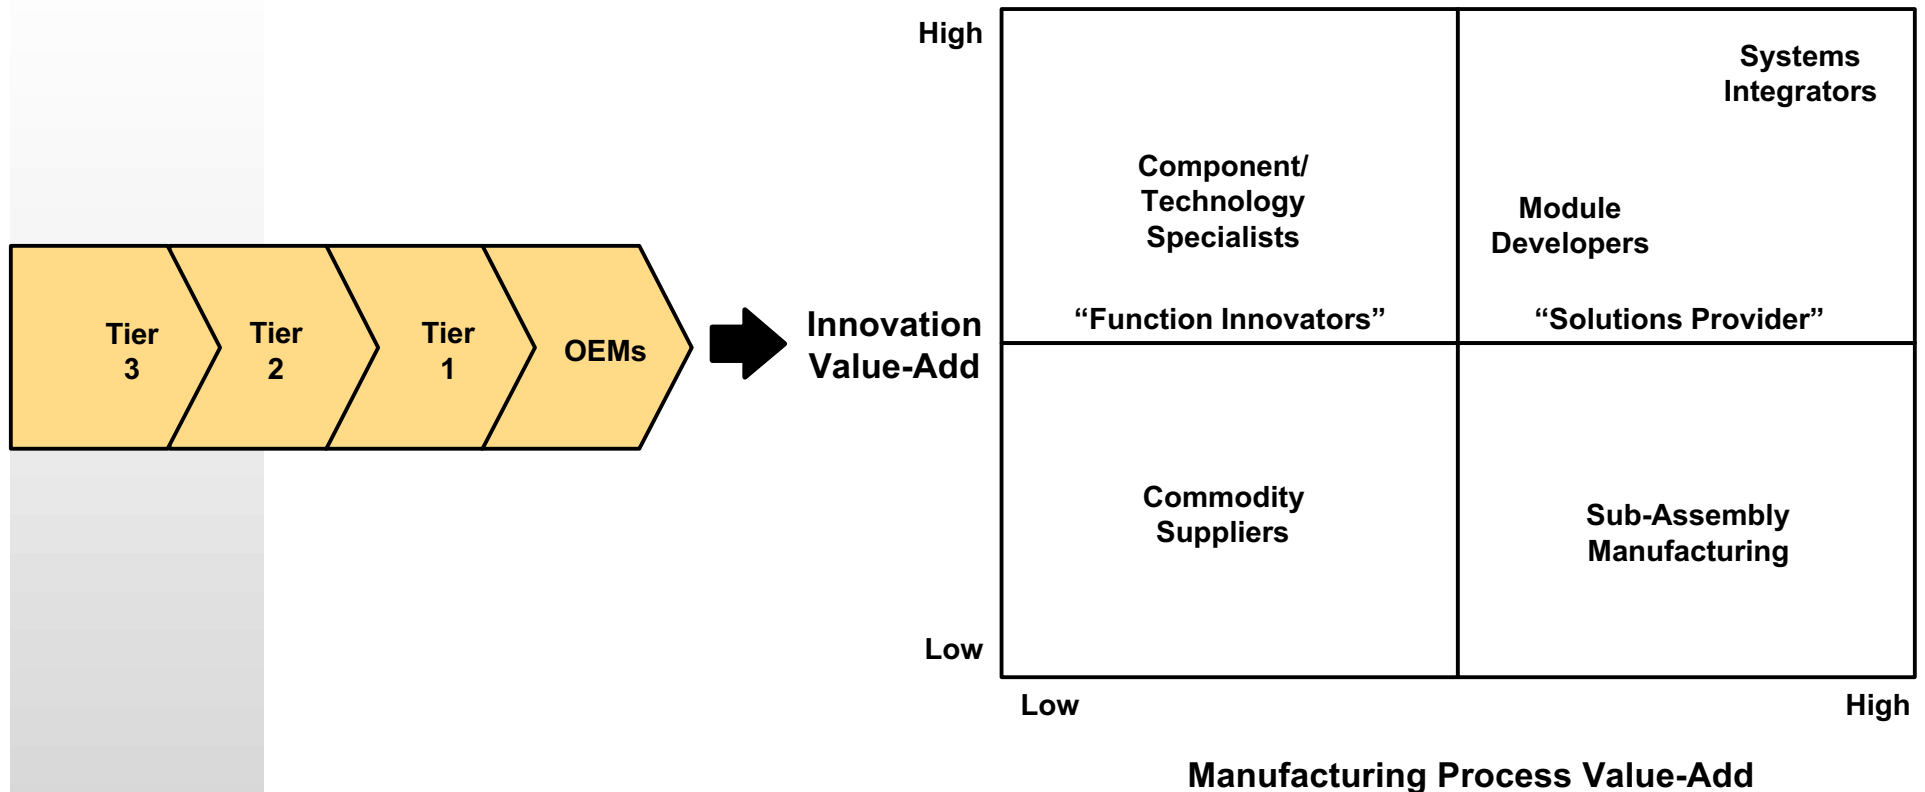 Tier
3
Tier
2
Tier
1
OEMs
Innovation
Value-Add
High
Low
Component/
Technology
Specialists
“Function Innovators”
Systems
Integrators
Module
Developers
“Solutions Provider”
Commodity
Suppliers
Sub-Assembly
Manufacturing
Low
High
Manufacturing Process Value-Add